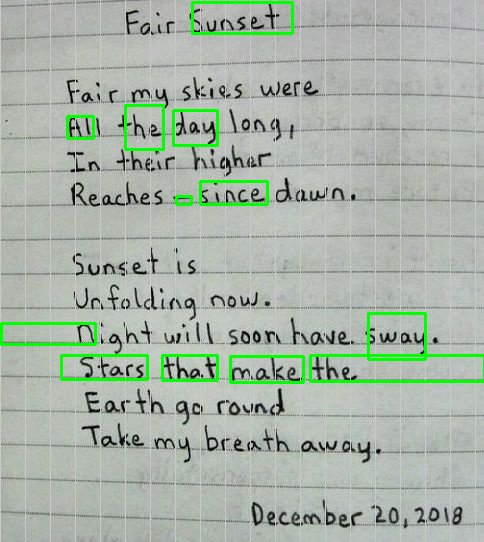 Fair Sunset
Fair my skies were
All the day long,
In their higher
Reaches – since dawn.
Sunset is
Unfolding now.
Night will soon have sway.
Stars that make the
Earth go round
Take my breath away.
December 20, 2018